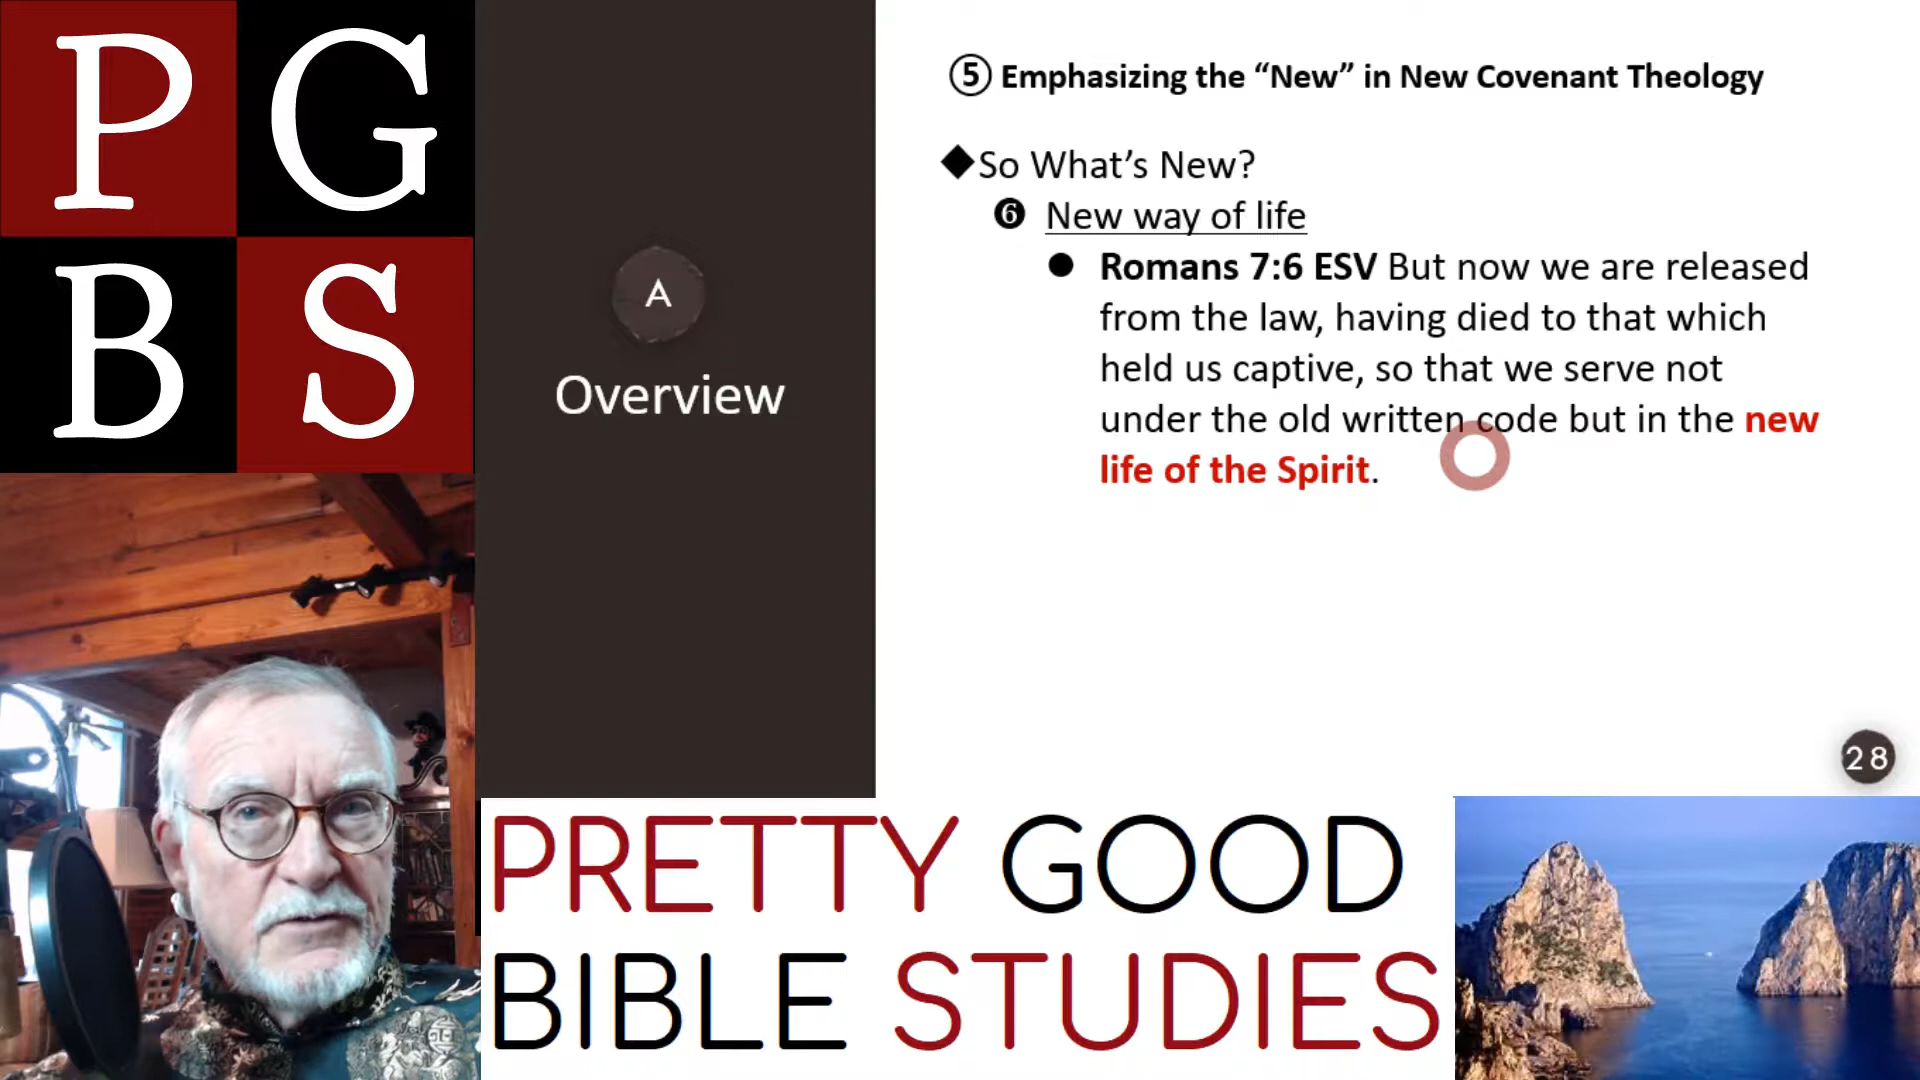 P G
B S
A
Overview
⑤ Emphasizing the “New” in New Covenant Theology
◆So What’s New?
❻ New way of life
● Romans 7:6 ESV But now we are released
from the law, having died to that which
held us captive, so that we serve not
under the old written code but in the new
life of the Spirit.
28
PRETTY GOOD
BIBLE STUDIES